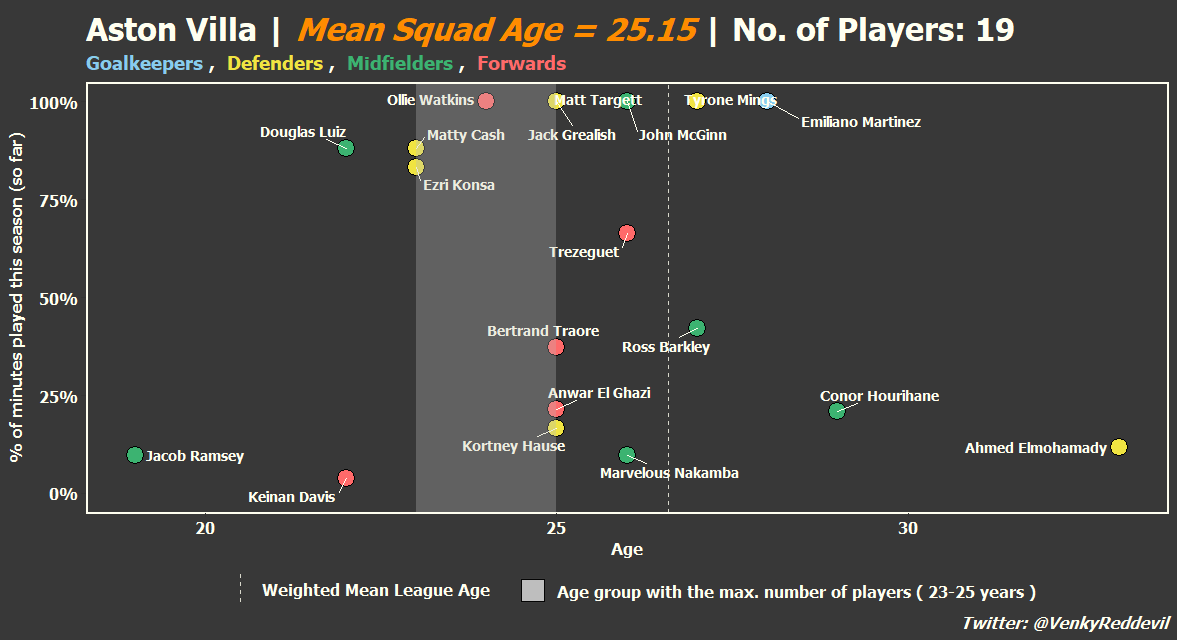 Aston Villa | Mean Squad Age = 25.15 | No. of Players: 19
Goalkeepers , Defenders , Midfielders , Forwards
% of minutes played this season (so far)
100%
75%
50%
25%
0%
Ollie Watkins
Matt Targett
Tyrone Mings
Emiliano Martinez
Douglas Luiz
Matty Cash
Jack Grealish
John McGinn
Ezri Konsa
Trezeguet
Bertrand Traore
Ross Barkley
Anwar El Ghazi
Conor Hourihane
Kortney Hause
Ahmed Elmohamady
Jacob Ramsey
Marvelous Nakamba
Keinan Davis
20
25
30
Age
Weighted Mean League Age
Age group with the max. number of players ( 23-25 years )
Twitter: @VenkyReddevil